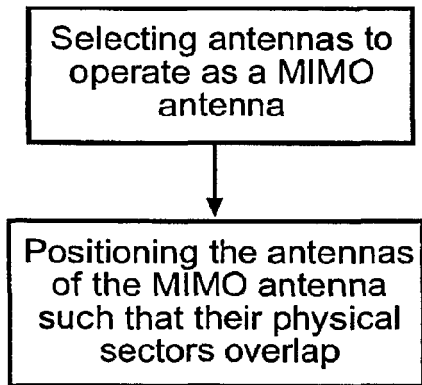 Selecting antennas to
operate as a MIMO
antenna
Positioning the antennas
of the MIMO antenna
such that their physical
sectors overlap